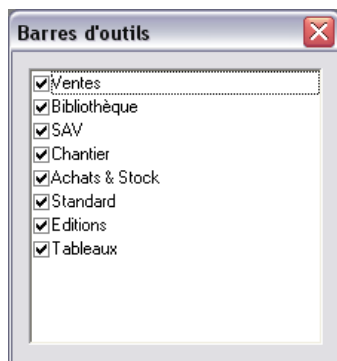 Barres d'outils
Ventes
Bibliothèque
SAV
Chantier
Achats & Stock
Standard
Editions
Tableaux